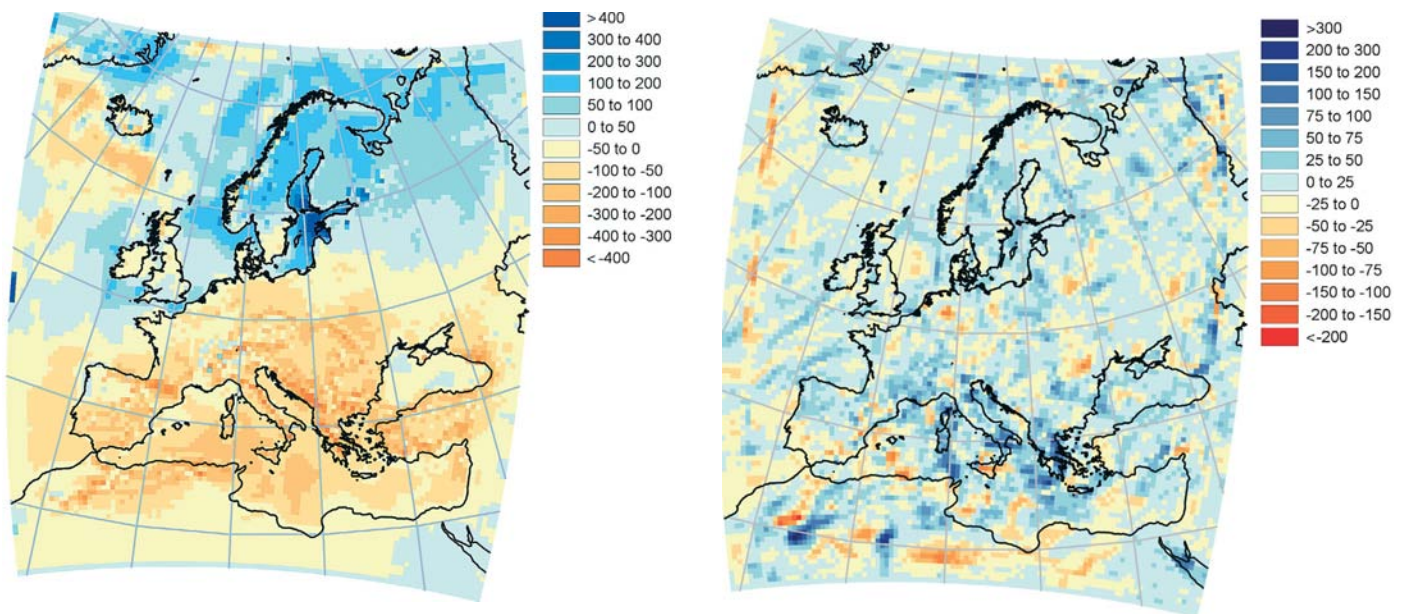 > 400
300 to 400
200 to 300
100 to 200
50 to 100
0 to 50
-50 to 0
-100 to -50
-200 to -100
-300 to -200
-400 to -300
< -400
>300
200 to 300
150 to 200
100 to 150
75 to 100
50 to 75
25 to 50
0 to 25
-25 to 0
-50 to -25
-75 to -50
-100 to -75
-150 to -100
-200 to -150
<-200